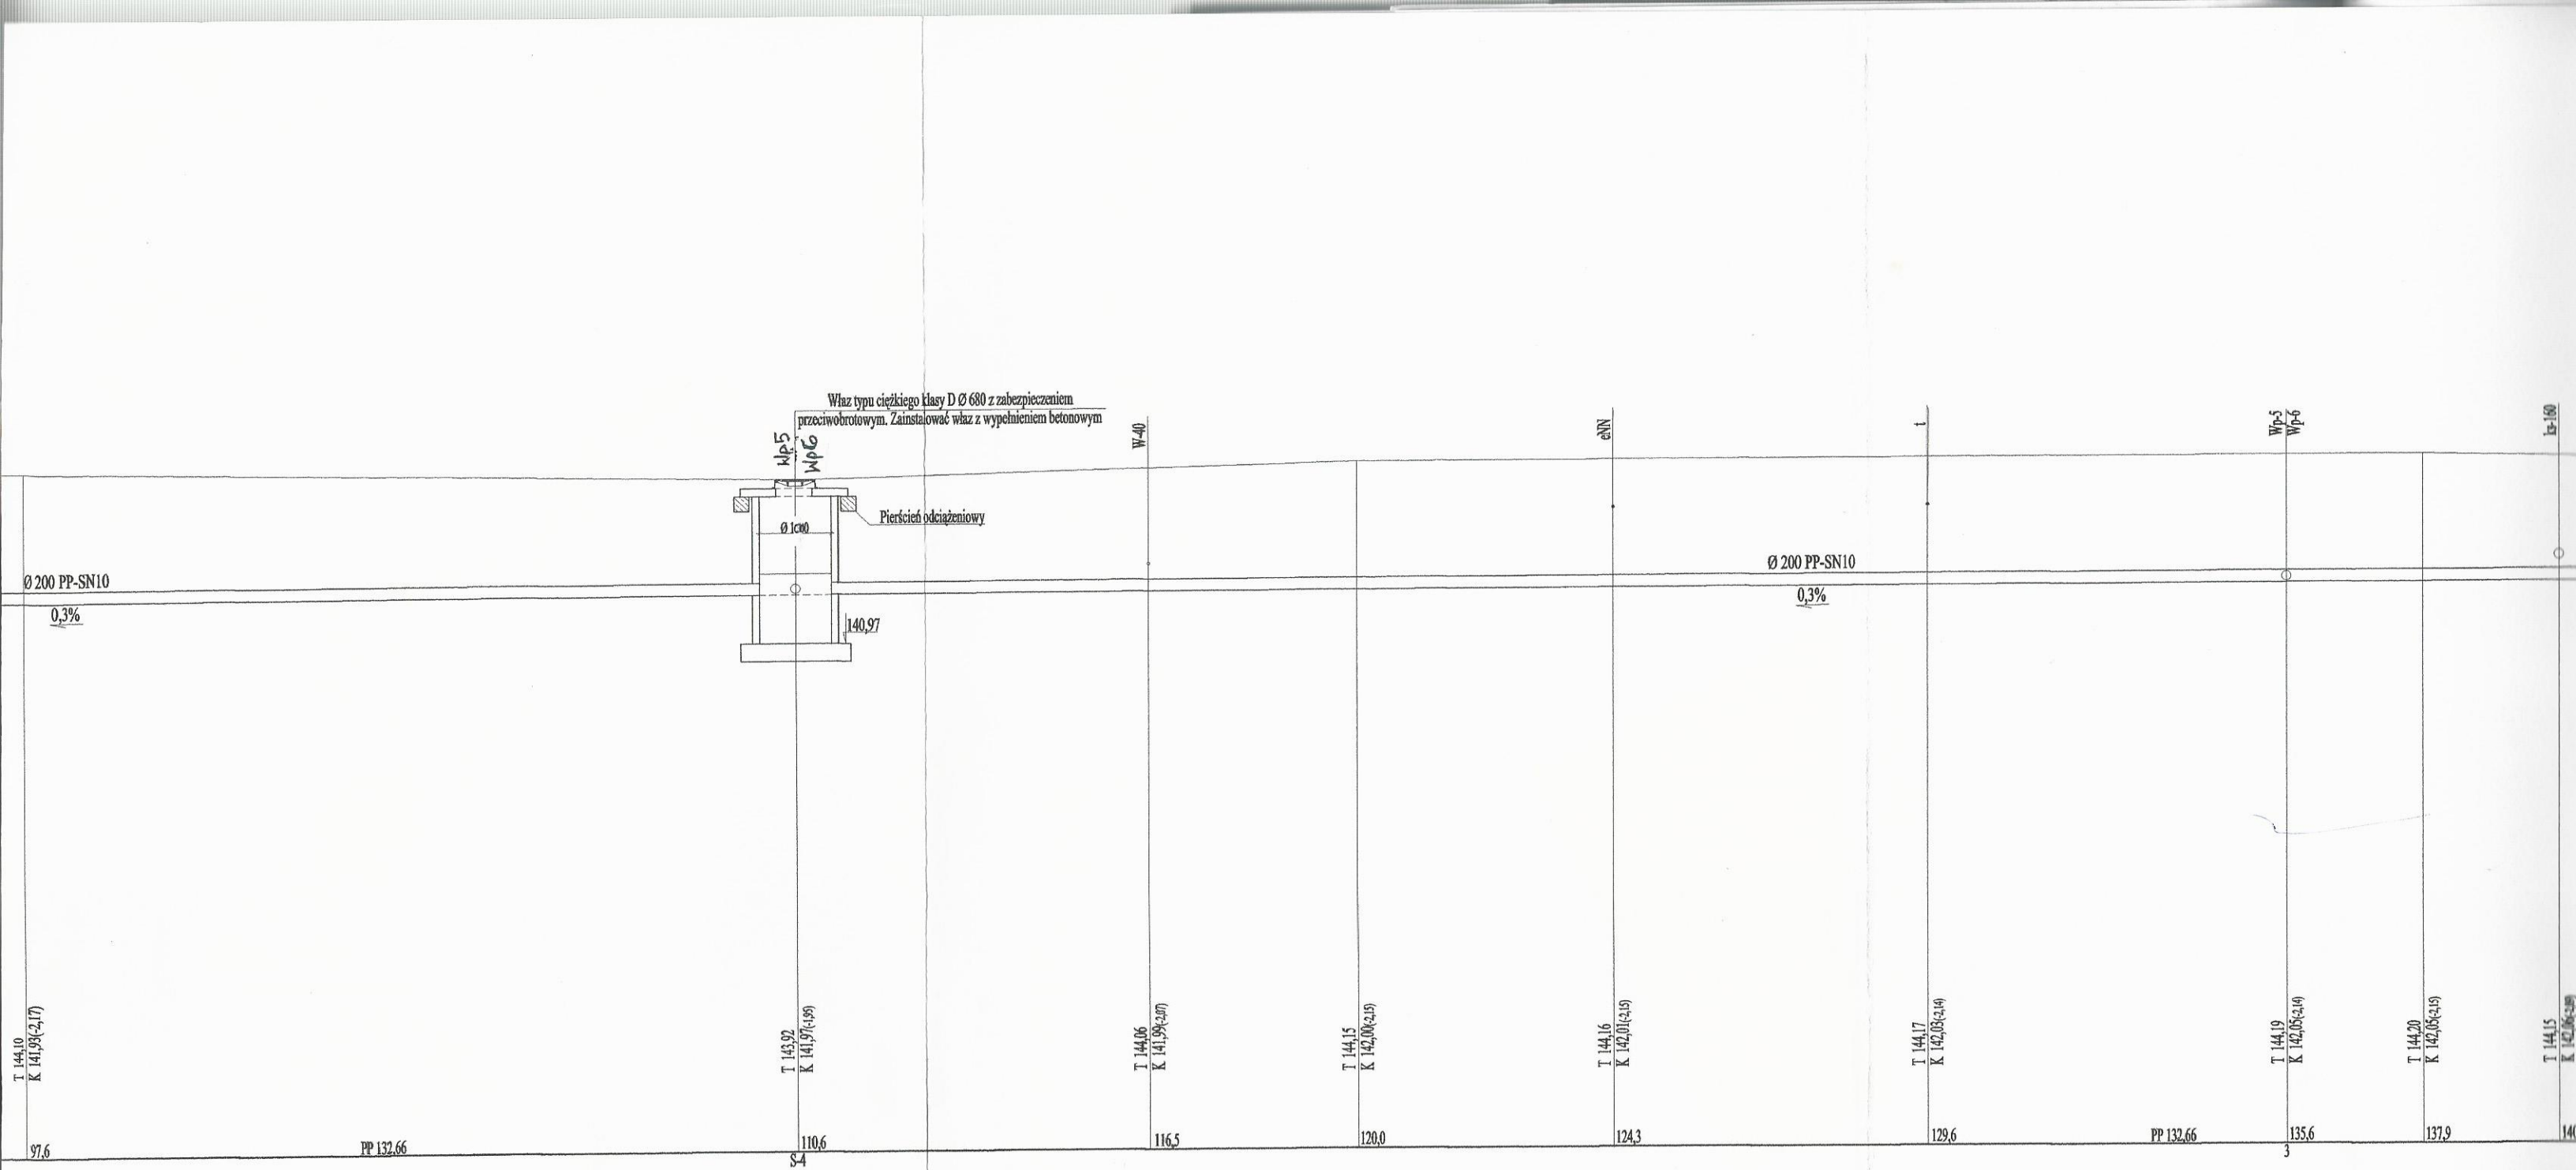 Właz typu ciężkiego klasy D Ø 680 z zabezpieczeniem
przeciwobrotowym. Zainstalować właz z wypełnieniem betonowym
Wp5
Wp6
W-40
eNN
t
Wp-5
Wp-6
ks-160
Pierścień odciążeniowy
Ø 200 PP-SN10
0,3%
140,97
Ø 200 PP-SN10
0,3%
T 144,10
K 141,93(-2,17)
T 143,92
K 141,97(-1,95)
T 144,06
K 141,99(-2,07)
T 144,15
K 142,00(-2,15)
T 144,16
K 142,01(-2,15)
T 144,17
K 142,03(-2,14)
T 144,19
K 142,05(-2,14)
T 144,20
K 142,05(-2,15)
T 144,15
K 142,06
97,6
PP 132,66
110,6
S-4
116,5
120,0
124,3
129,6
PP 132,66
135,6
3
137,9